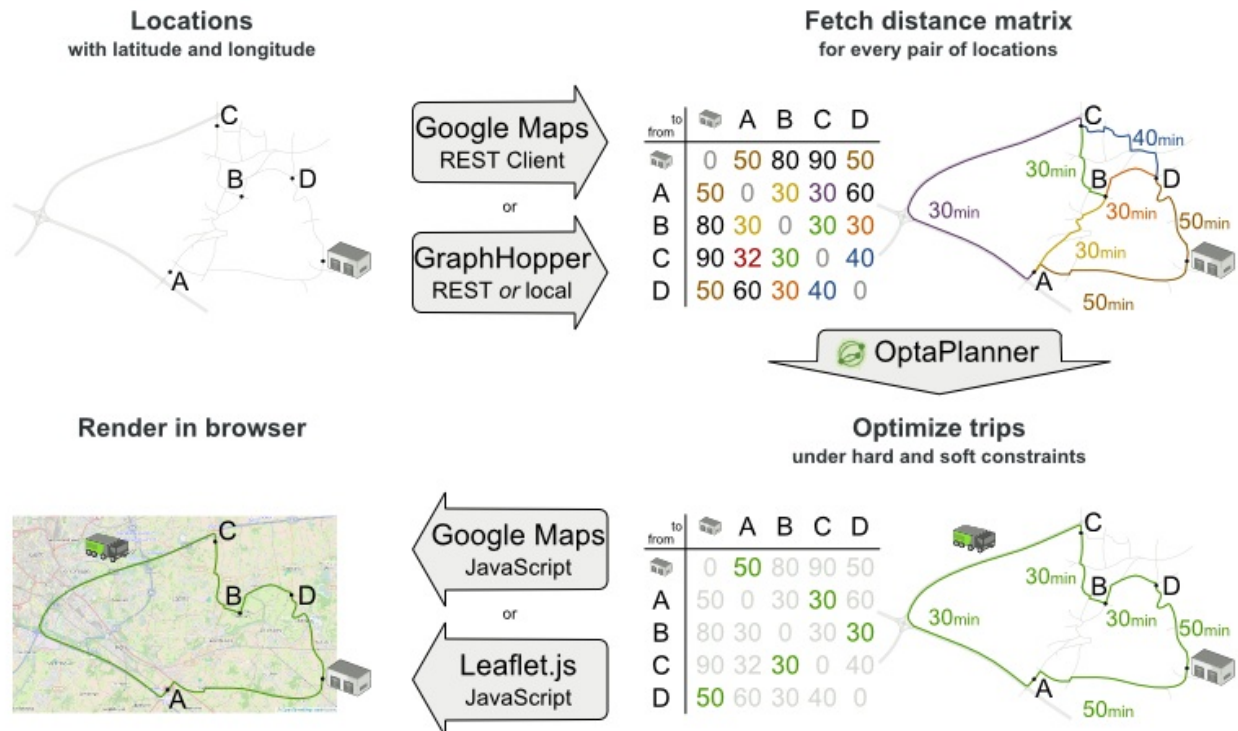 Locations
with latitude and longitude
C
B
D
A
Google Maps
REST Client
or
GraphHopper
REST or local
Fetch distance matrix
for every pair of locations
to
from
A B C D
0 50 80 90 50
A 50 0 30 30 60
B 80 30 0 30 30
C 90 32 30 0 40
D 50 60 30 40 0
C
40min
30min
B
D
30min
30min
50min
30min
A
50min
OptaPlanner
Optimize trips
under hard and soft constraints
to
from
A B C D
0 50 80 90 50
A 50 0 30 30 60
B 80 30 0 30 30
C 90 32 30 0 40
D 50 60 30 40 0
C
30min
B
D
30min
30min
50min
A
50min
Google Maps
JavaScript
or
Leaflet.js
JavaScript
Render in browser
C
B
D
A